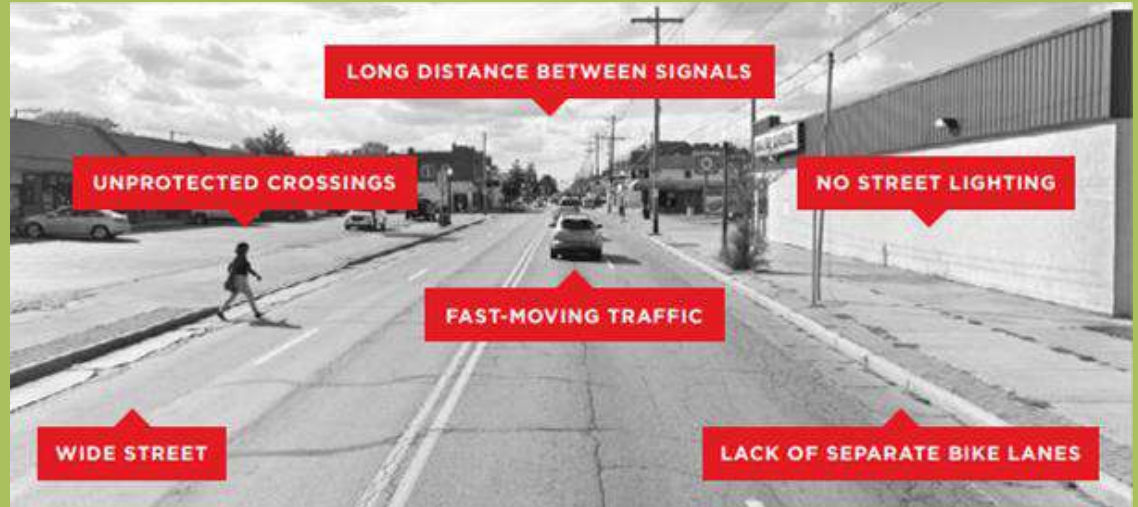 LONG DISTANCE BETWEEN SIGNALS
UNPROTECTED CROSSINGS
NO STREET LIGHTING
FAST-MOVING TRAFFIC
WIDE STREET
LACK OF SEPARATE BIKE LANES